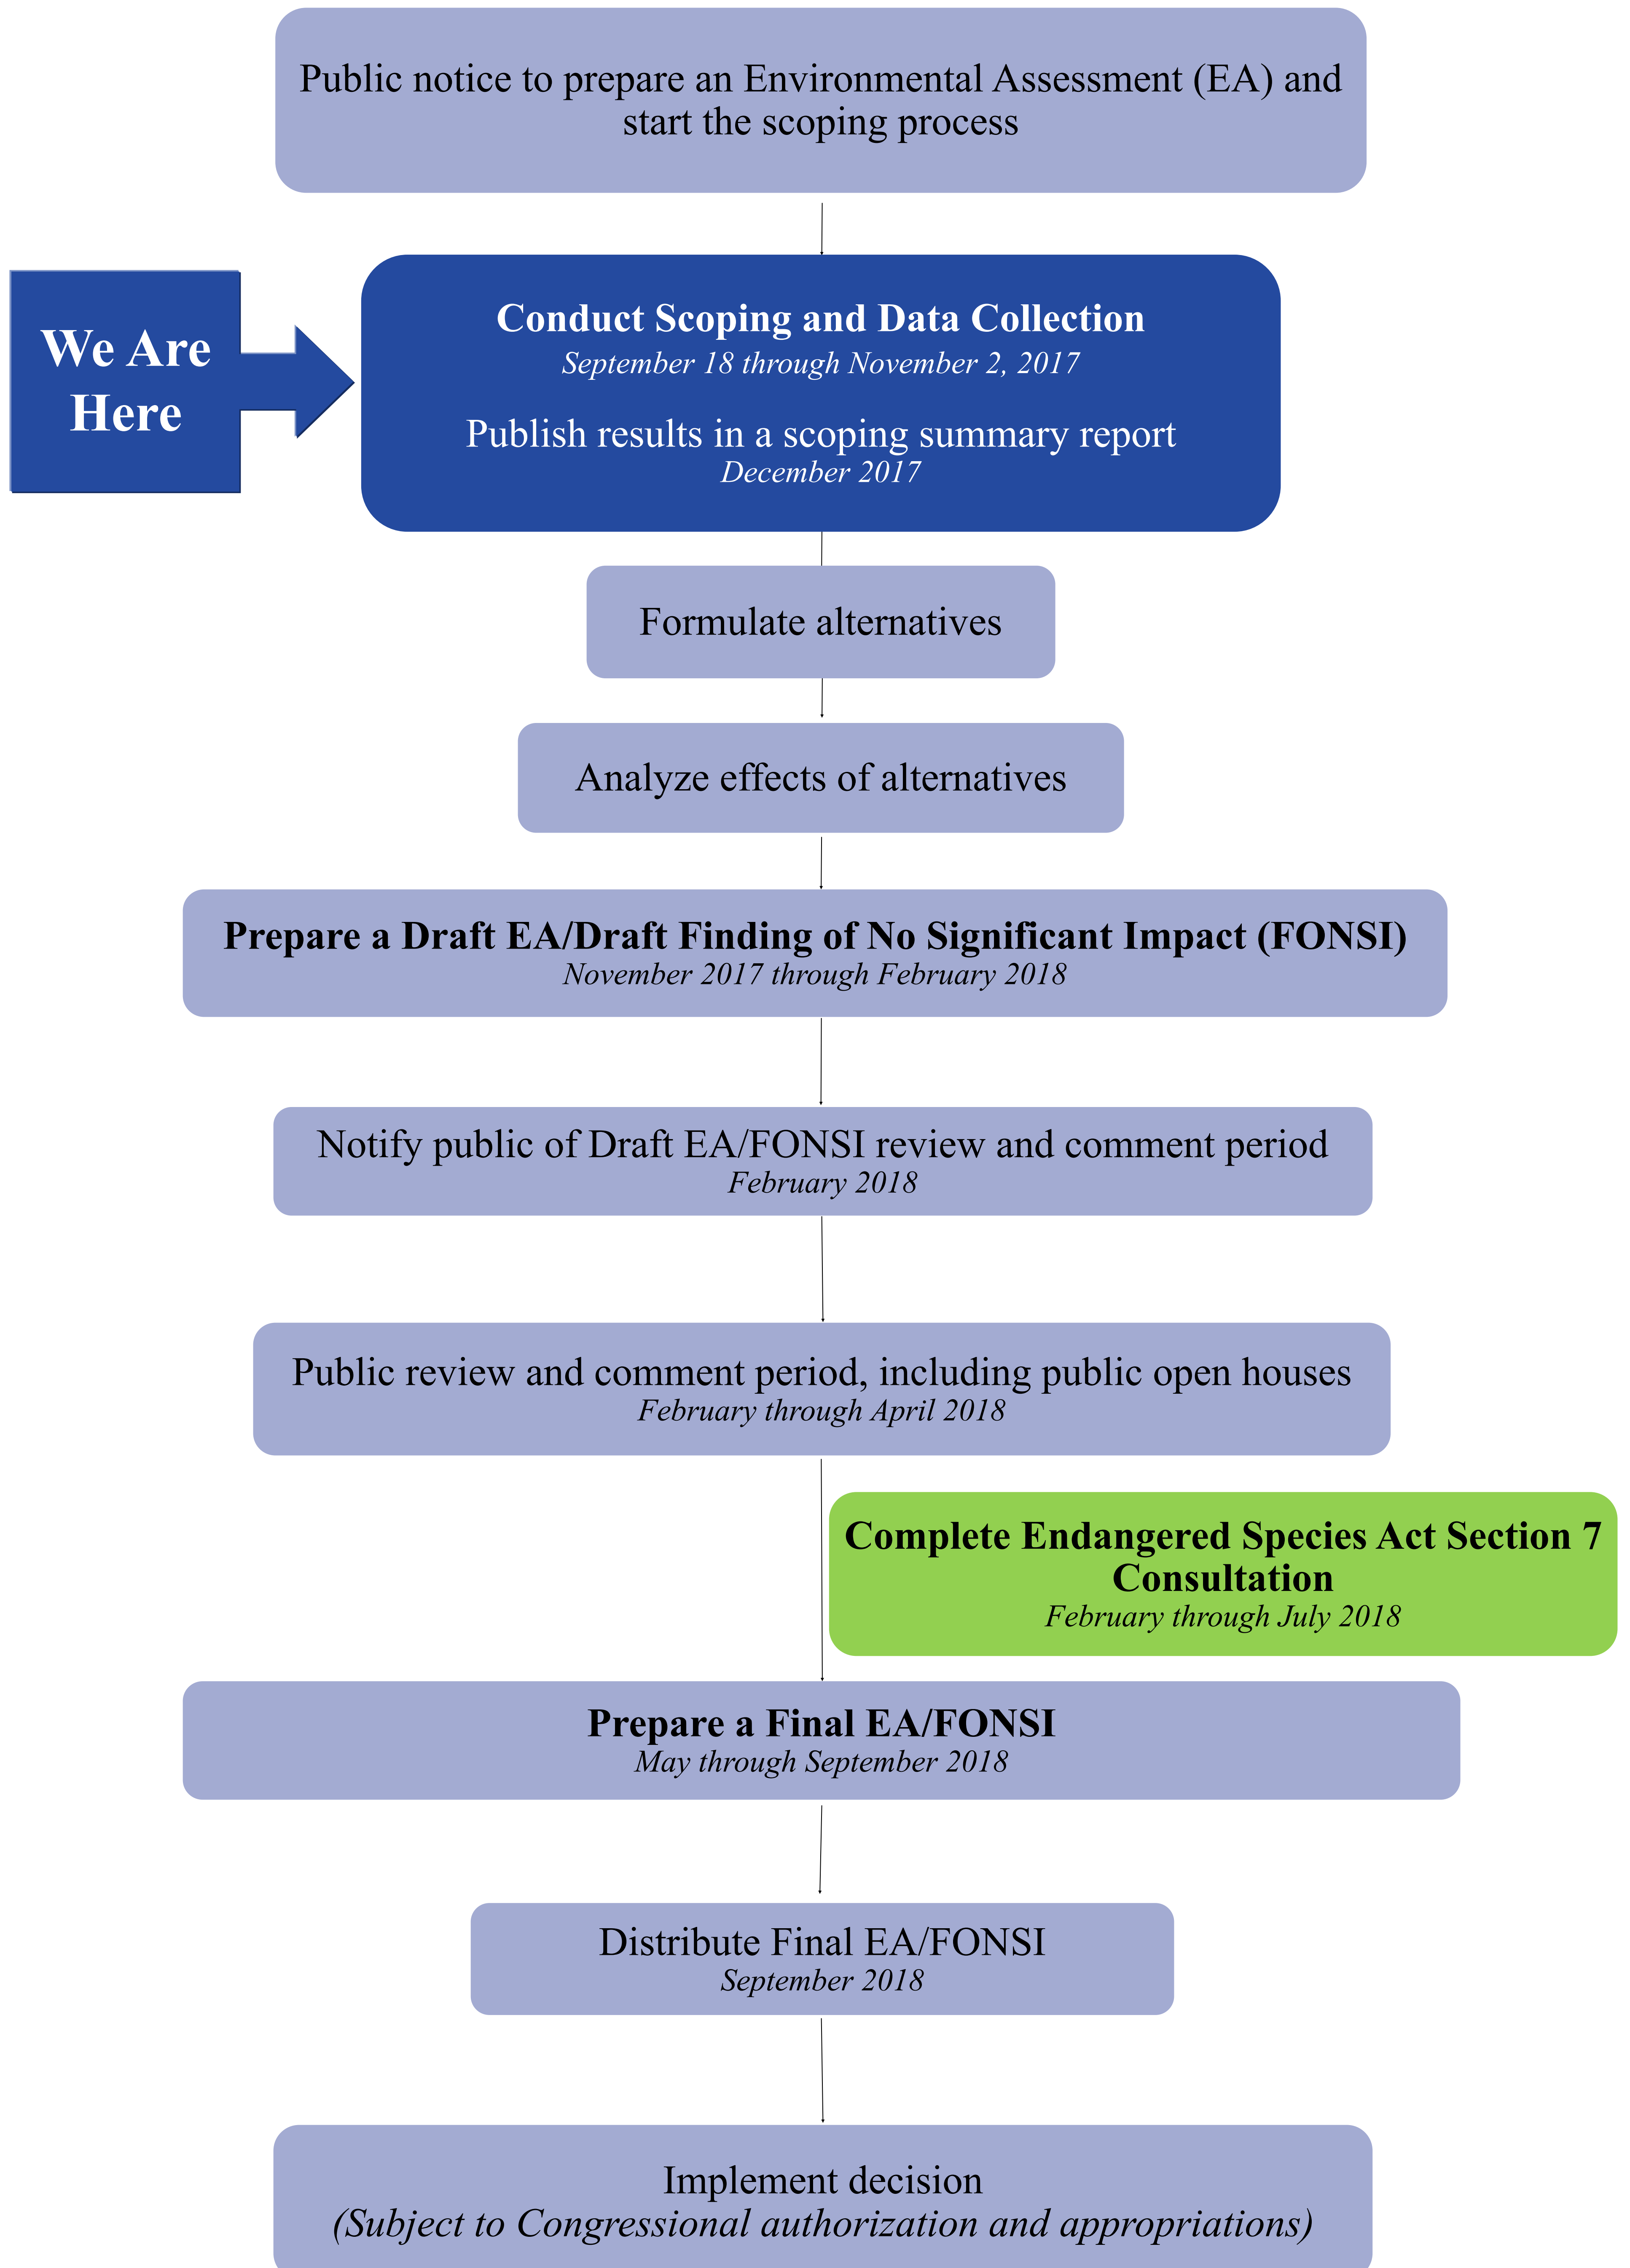 Public notice to prepare an Environmental Assessment (EA) and
start the scoping process
We Are
Here
Conduct Scoping and Data Collection
September 18 through November 2, 2017
Publish results in a scoping summary report
December 2017
Formulate alternatives
Analyze effects of alternatives
Prepare a Draft EA/Draft Finding of No Significant Impact (FONSI)
November 2017 through February 2018
Notify public of Draft EA/FONSI review and comment period
February 2018
Public review and comment period, including public open houses
February through April 2018
Complete Endangered Species Act Section 7
Consultation
February through July 2018
Prepare a Final EA/FONSI
May through September 2018
Distribute Final EA/FONSI
September 2018
Implement decision
(Subject to Congressional authorization and appropriations)